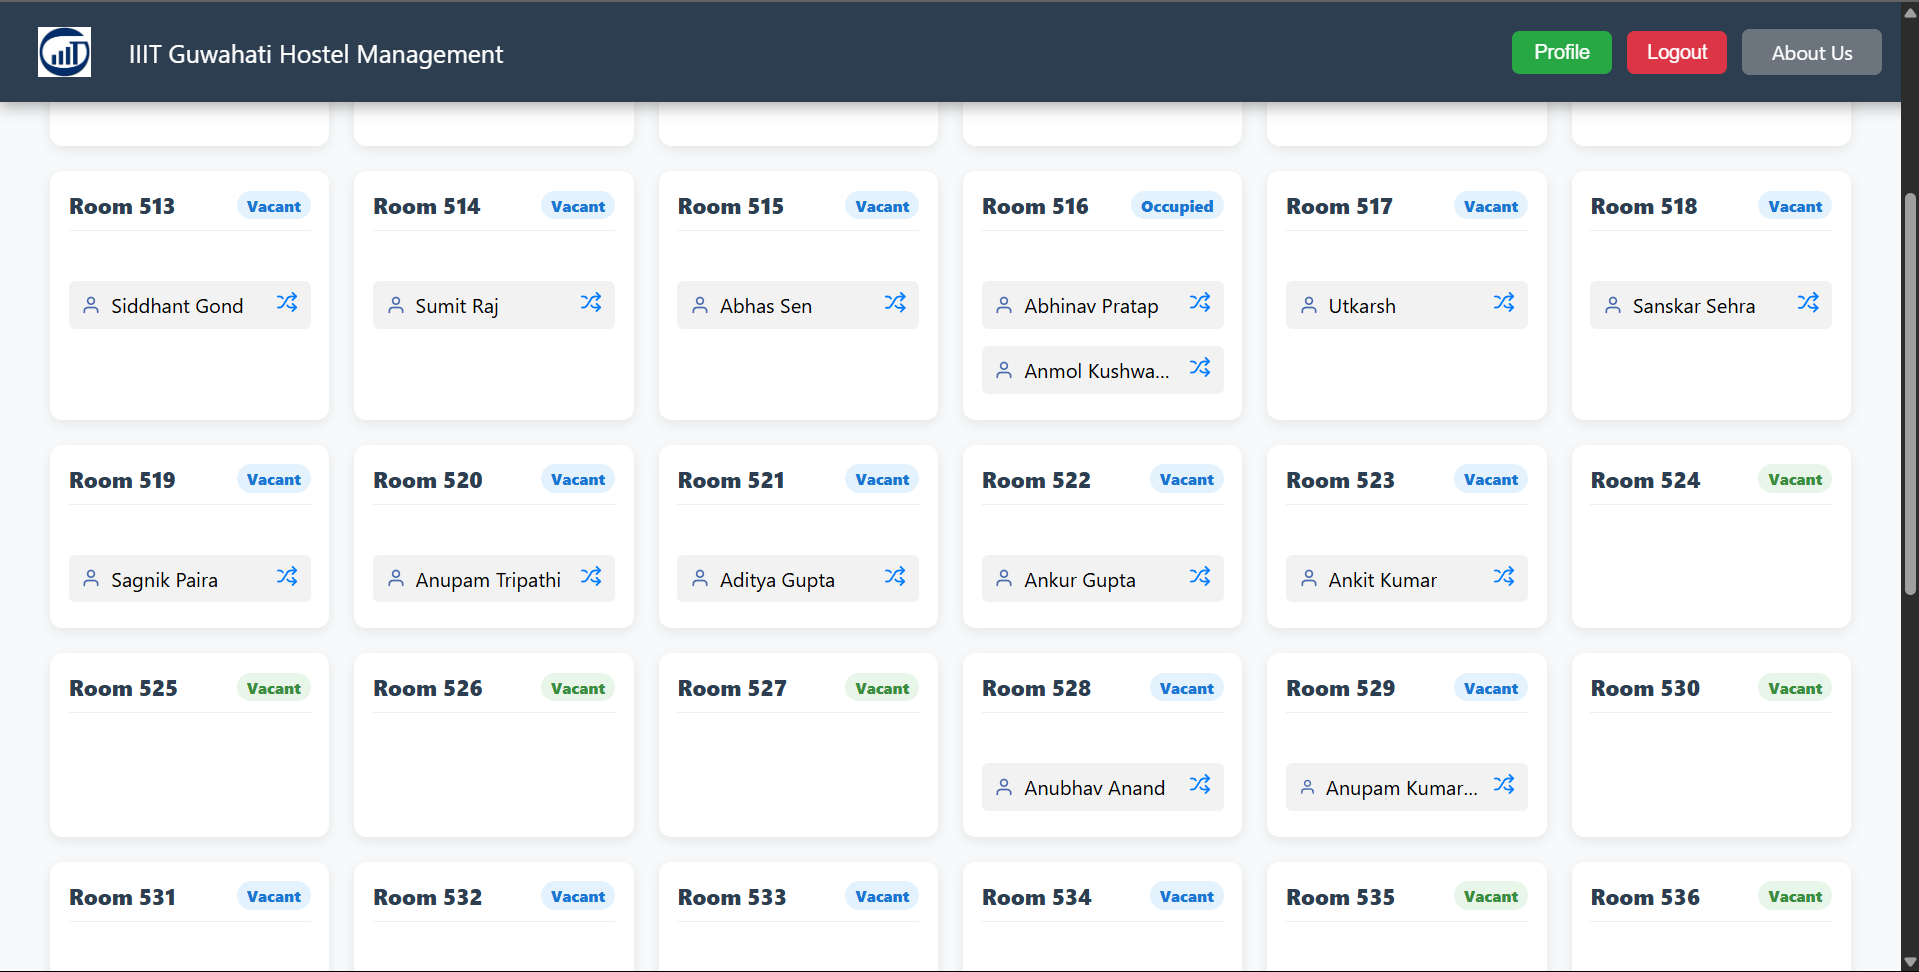 IIIT Guwahati Hostel Management
Profile
Logout
About Us
Room 513 Vacant
Siddhant Gond
Room 514 Vacant
Sumit Raj
Room 515 Vacant
Abhas Sen
Room 516 Occupied
Abhinav Pratap
Anmol Kushwa...
Room 517 Vacant
Utkarsh
Room 518 Vacant
Sanskar Sehra
Room 519 Vacant
Sagnik Paira
Room 520 Vacant
Anupam Tripathi
Room 521 Vacant
Aditya Gupta
Room 522 Vacant
Ankur Gupta
Room 523 Vacant
Ankit Kumar
Room 524 Vacant
Room 525 Vacant
Room 526 Vacant
Room 527 Vacant
Room 528 Vacant
Anubhav Anand
Room 529 Vacant
Anupam Kumar...
Room 530 Vacant
Room 531 Vacant
Room 532 Vacant
Room 533 Vacant
Room 534 Vacant
Room 535 Vacant
Room 536 Vacant